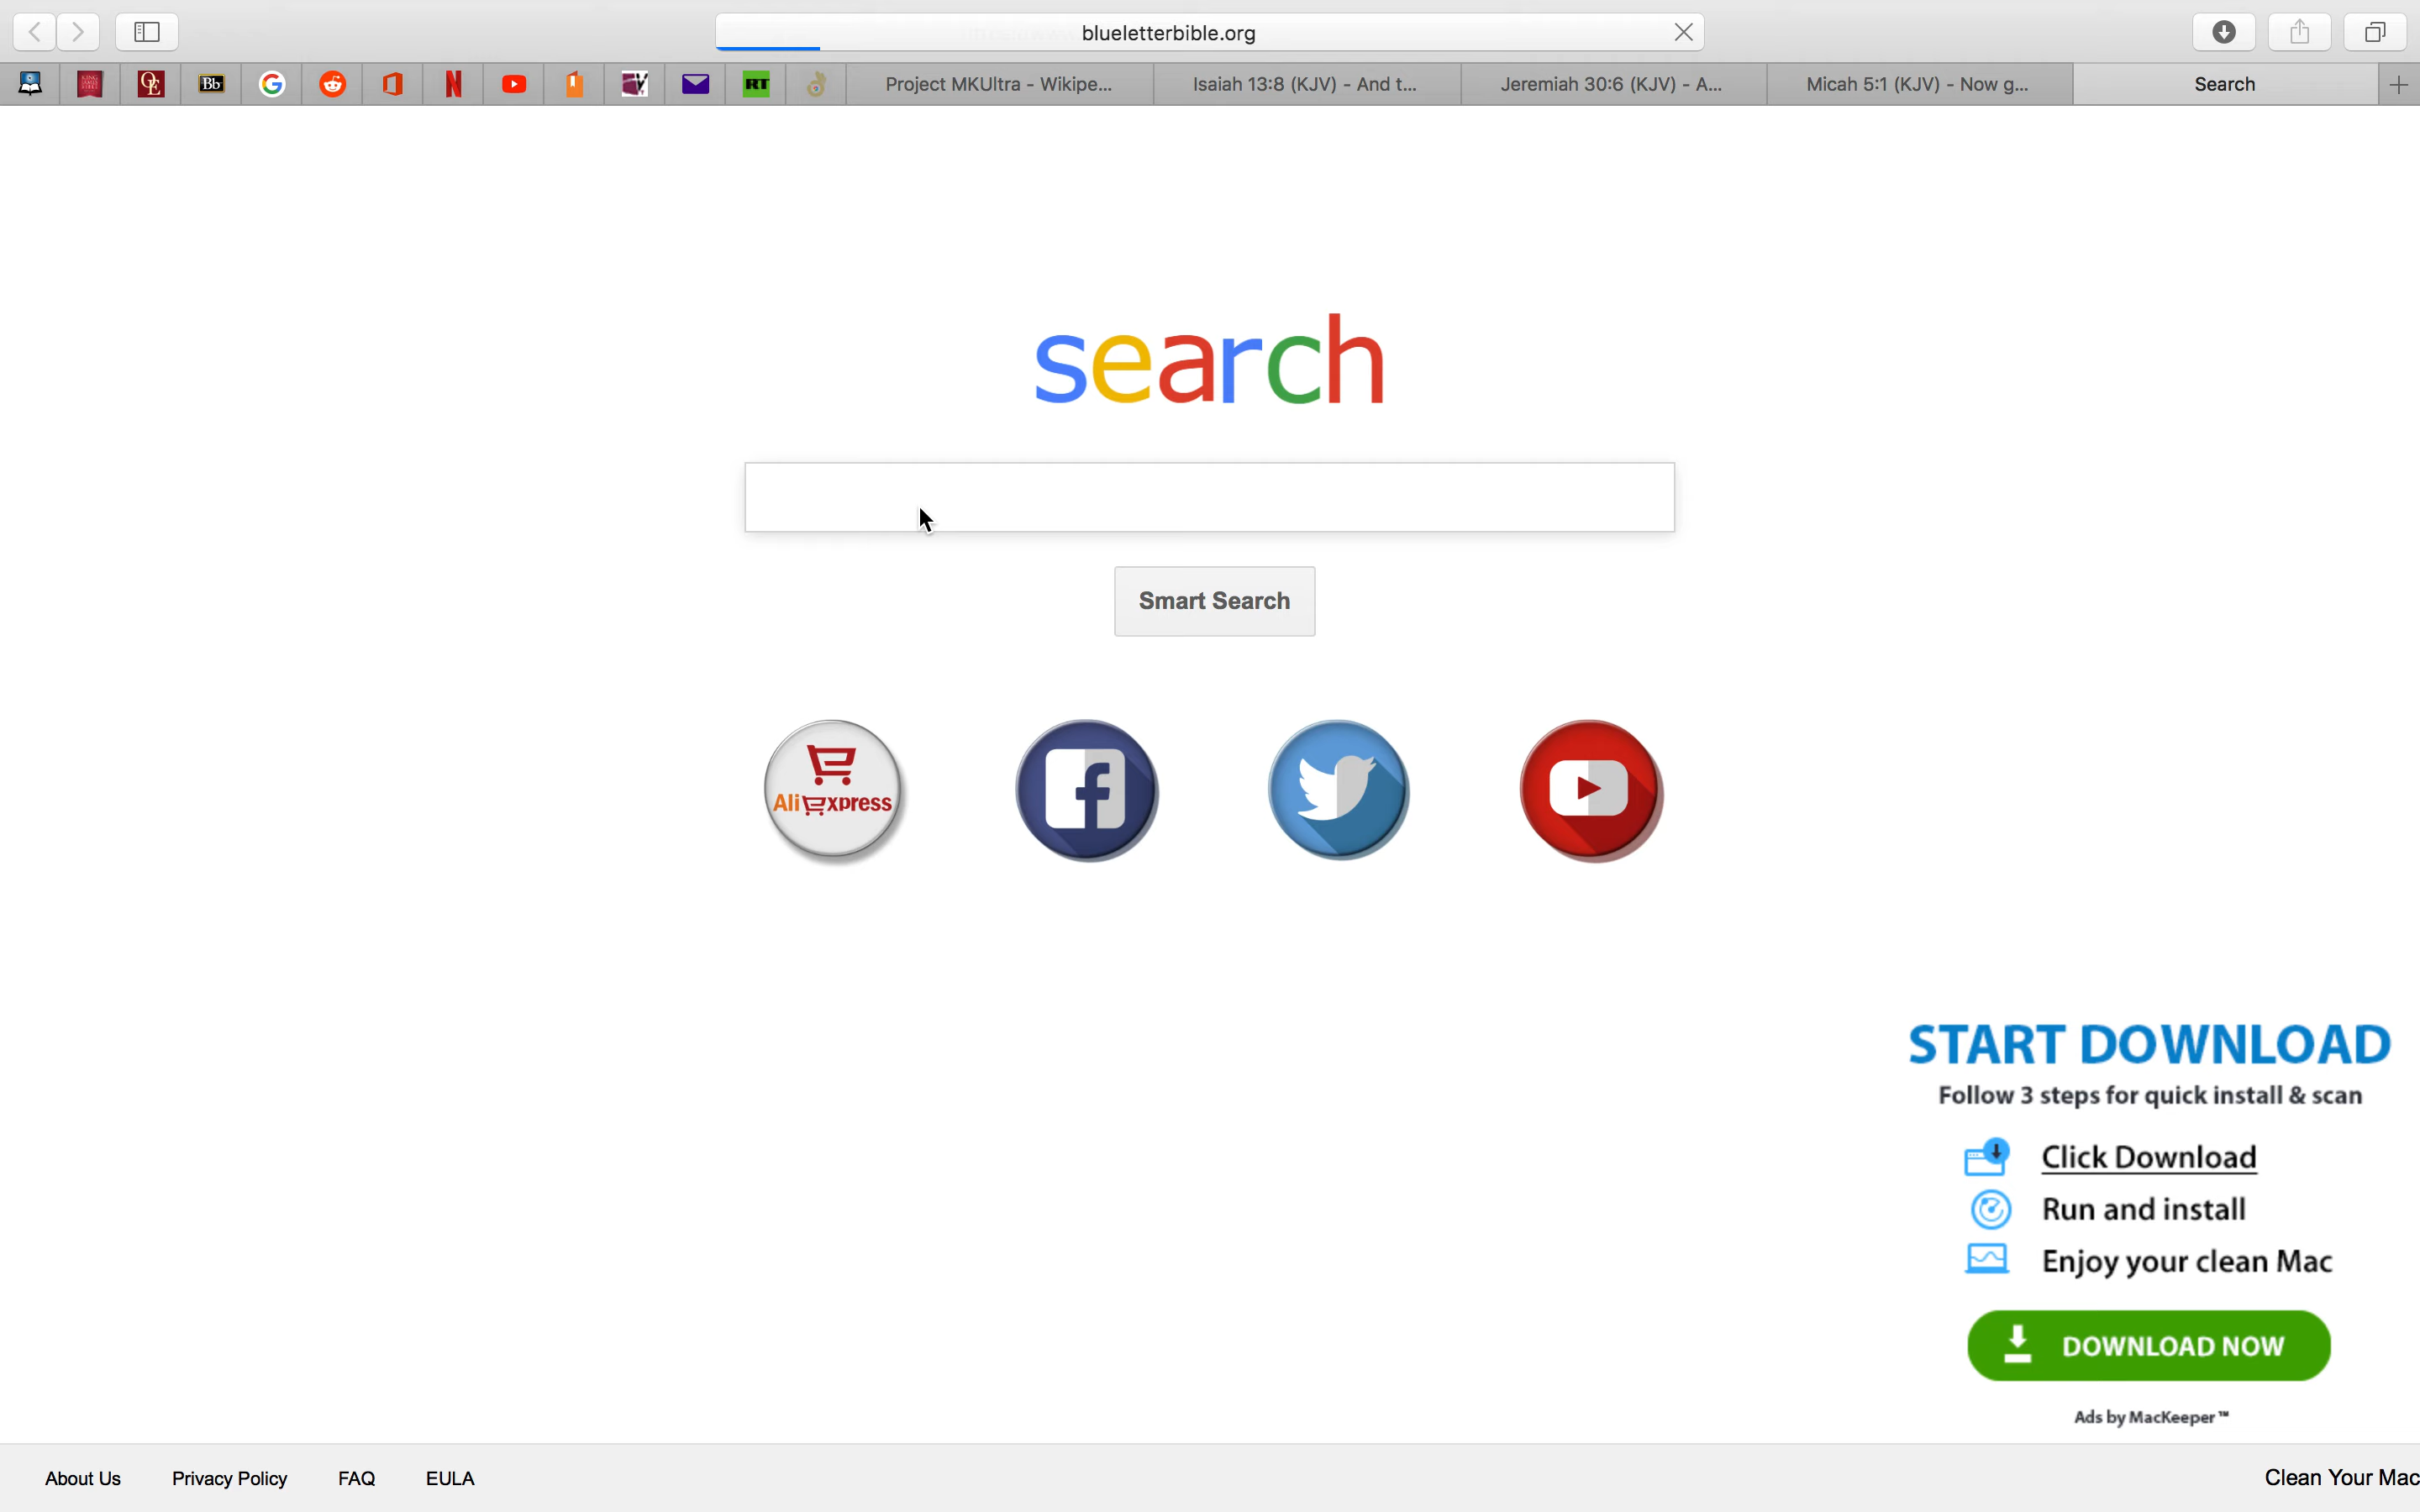 blueletterbible.org
Bb
RT
Project MKUltra - Wikipe...
Isaiah 13:8 (KJV) - And t...
Jeremiah 30:6 (KJV) - A...
Micah 5:1 (KJV) - Now g...
Search
search
Smart Search
AliExpress
START DOWNLOAD
Follow 3 steps for quick install & scan
Click Download
Run and install
Enjoy your clean Mac
DOWNLOAD NOW
Ads by MacKeeper™
About Us
Privacy Policy
FAQ
EULA
Clean Your Mac